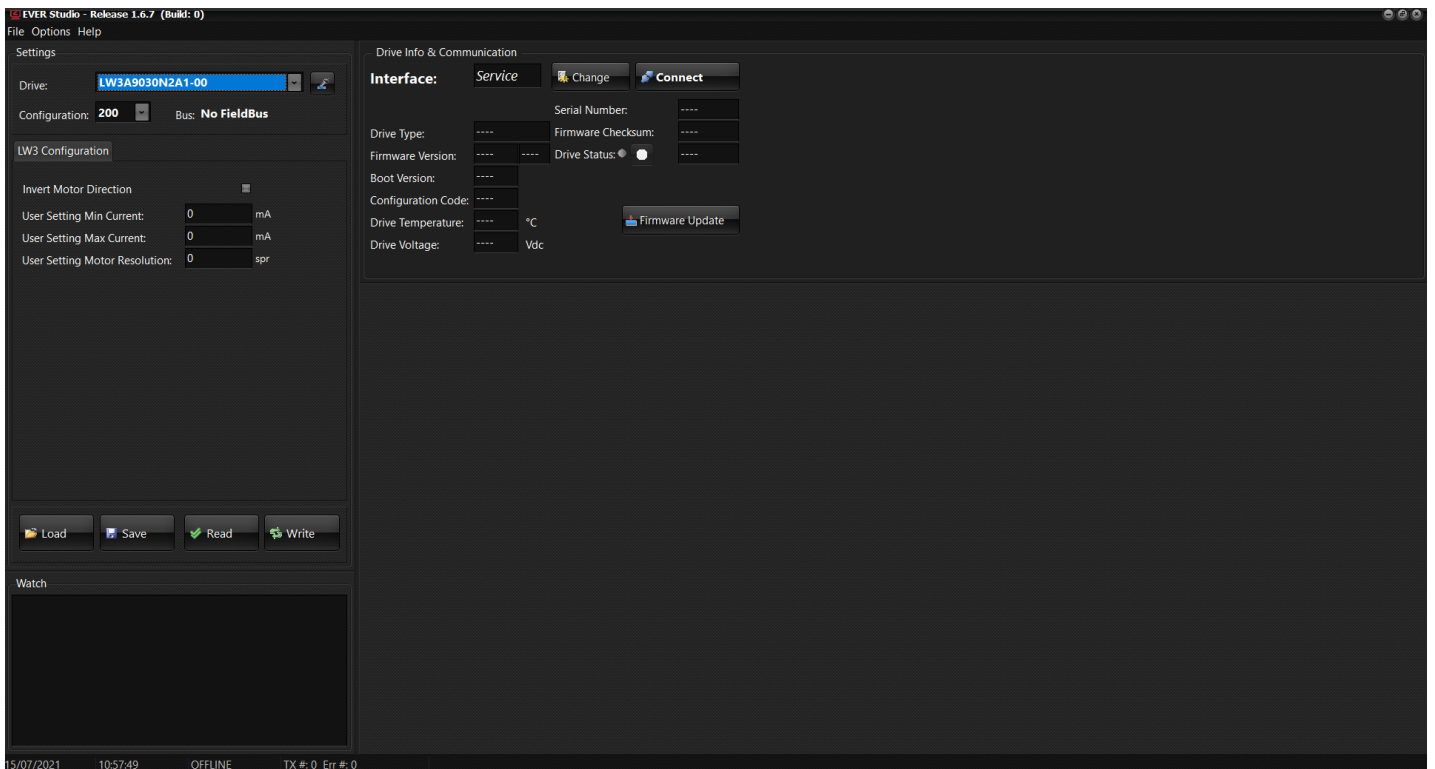 EVER Studio - Release 1.6.7 (Build: 0)
File Options Help
Settings
Drive: LW3A9030N2A1-00
Configuration: 200 Bus: No FieldBus
LW3 Configuration
Invert Motor Direction
User Setting Min Current: 0 mA
User Setting Max Current: 0 mA
User Setting Motor Resolution: 0 spr
Load Save Read Write
Watch
Drive Info & Communication
Interface: Service Change Connect
Serial Number: ----
Drive Type: ---- Firmware Checksum: ----
Firmware Version: ---- ---- Drive Status: ----
Boot Version: ----
Configuration Code: ----
Drive Temperature: ---- °C Firmware Update
Drive Voltage: ---- Vdc
15/07/2021 10:57:49 OFFLINE TX #: 0 Err #: 0